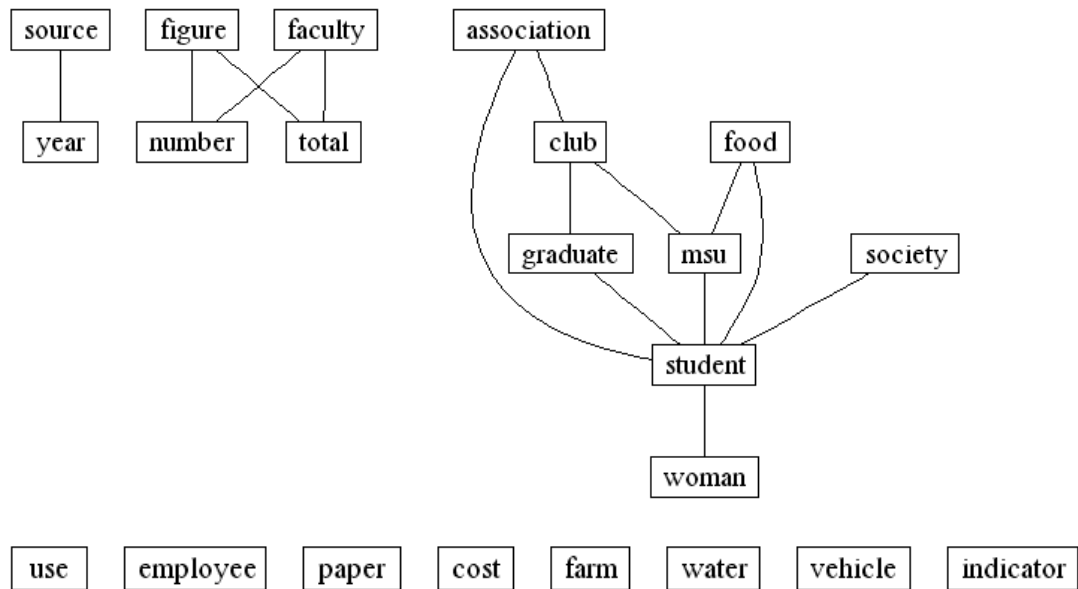 source figure faculty association
year number total club food
graduate msu society
student
woman
use employee paper cost farm water vehicle indicator